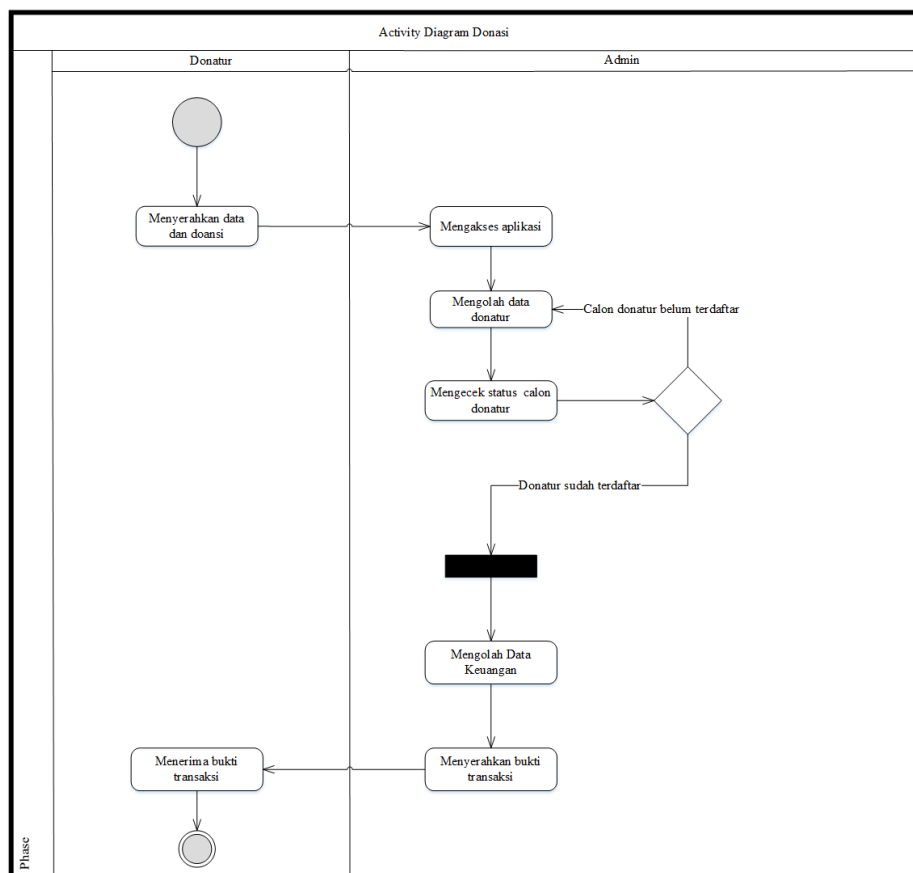 Activity Diagram Donasi
Donatur
Admin
Menyerahkan data
dan doansi
Mengakses aplikasi
Mengolah data
donatur
Calon donatur belum terdaftar
Mengecek status calon
donatur
Donatur sudah terdaftar
Mengolah Data
Keuangan
Menyerahkan bukti
transaksi
Menerima bukti
transaksi
Phase